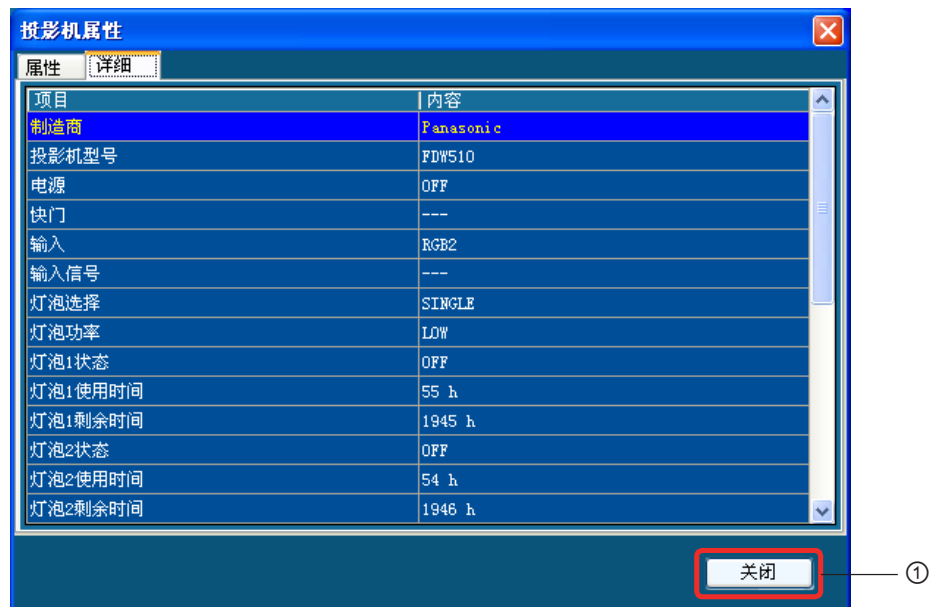 投影机属性
属性 详细
项目 内容
制造商 Panasonic
投影机型号 FDW510
电源 OFF
快门 ---
输入 RGB2
输入信号 ---
灯泡选择 SINGLE
灯泡功率 LOW
灯泡1状态 OFF
灯泡1使用时间 55 h
灯泡1剩余时间 1945 h
灯泡2状态 OFF
灯泡2使用时间 54 h
灯泡2剩余时间 1946 h
关闭 ①